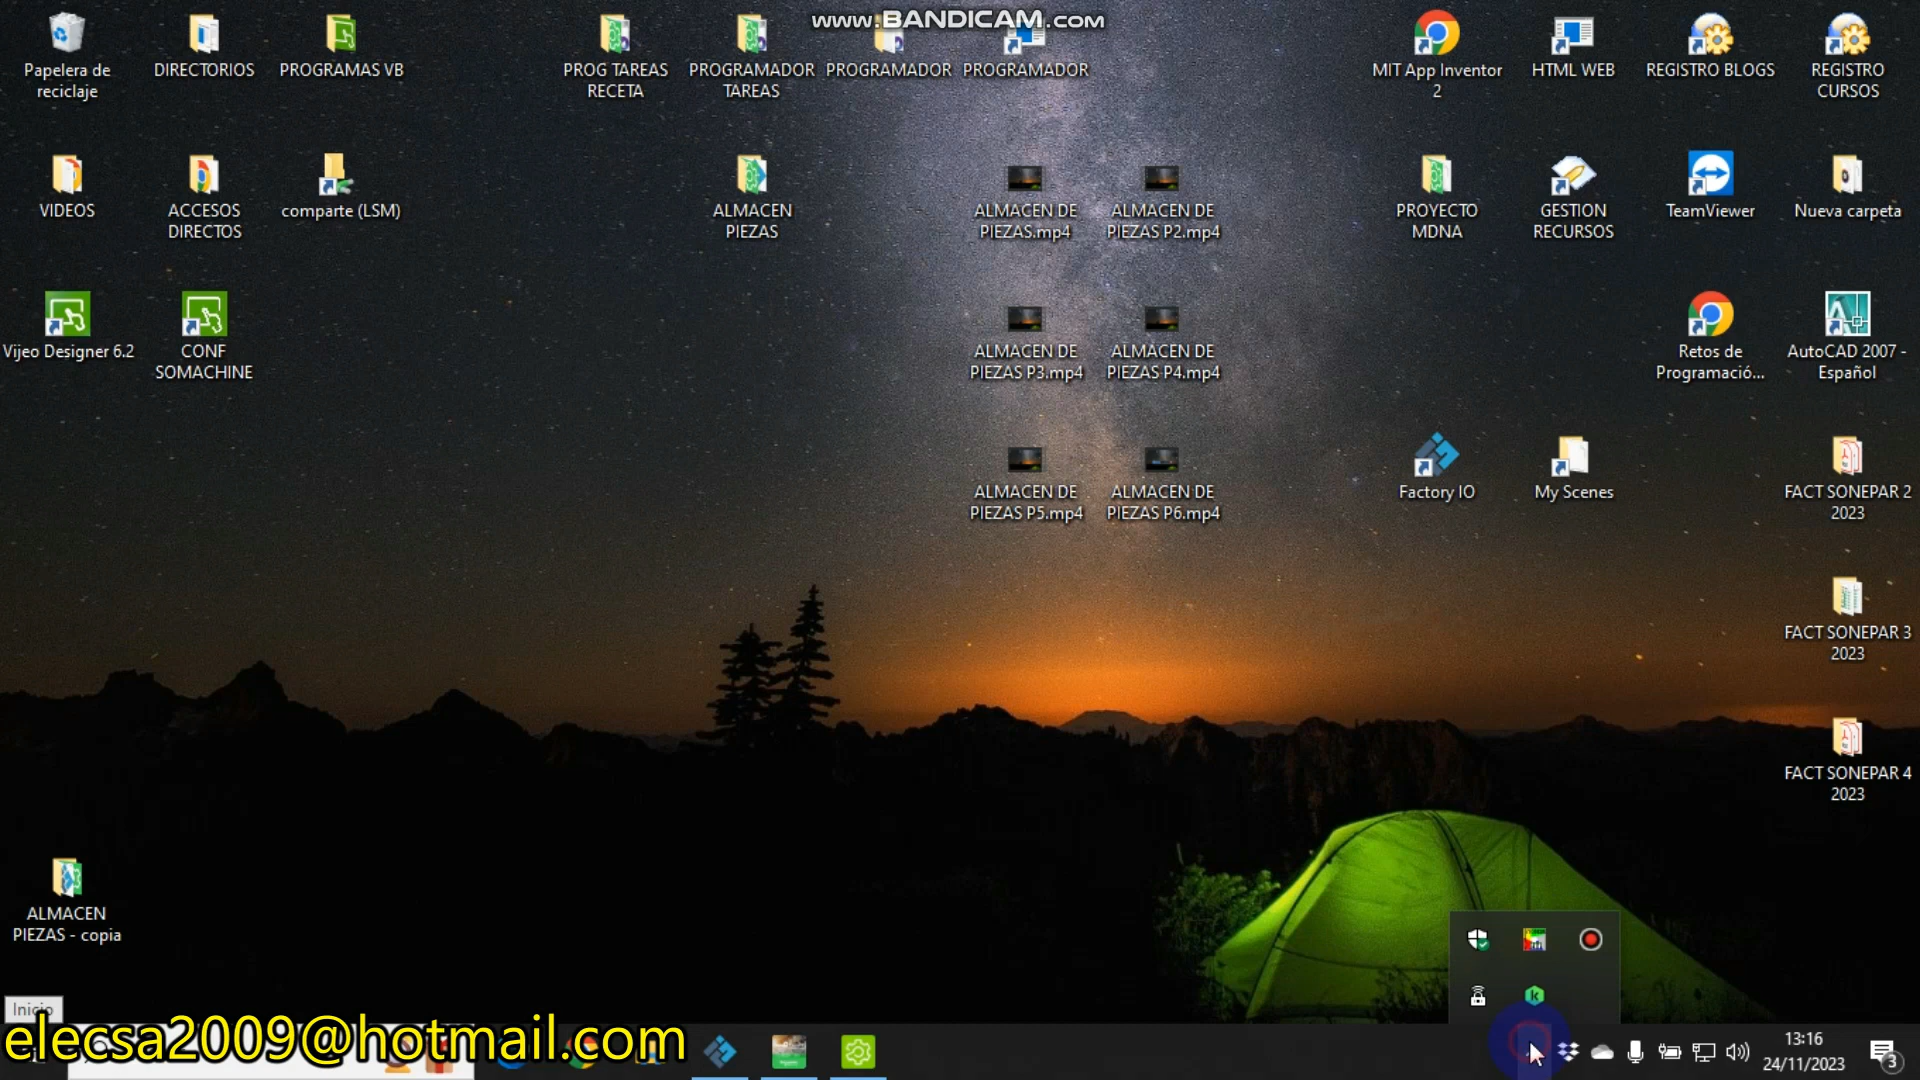 www.BANDICAM.com
Papelera de
reciclaje
DIRECTORIOS
PROGRAMAS VB
PROG TAREAS
RECETA
PROGRAMADOR
TAREAS
PROGRAMADOR
PROGRAMADOR
MIT App Inventor
2
HTML WEB
REGISTRO BLOGS
REGISTRO
CURSOS
VIDEOS
ACCESOS
DIRECTOS
comparte (LSM)
ALMACEN
PIEZAS
ALMACEN DE
PIEZAS.mp4
ALMACEN DE
PIEZAS P2.mp4
PROYECTO
MDNA
GESTION
RECURSOS
TeamViewer
Nueva carpeta
Vijeo Designer 6.2
CONF
SOMACHINE
ALMACEN DE
PIEZAS P3.mp4
ALMACEN DE
PIEZAS P4.mp4
Retos de
Programació...
AutoCAD 2007 -
Español
ALMACEN DE
PIEZAS P5.mp4
ALMACEN DE
PIEZAS P6.mp4
Factory IO
My Scenes
FACT SONEPAR 2
2023
FACT SONEPAR 3
2023
FACT SONEPAR 4
2023
ALMACEN
PIEZAS - copia
Inicio
elecsa2009@hotmail.com
13:16
24/11/2023
3